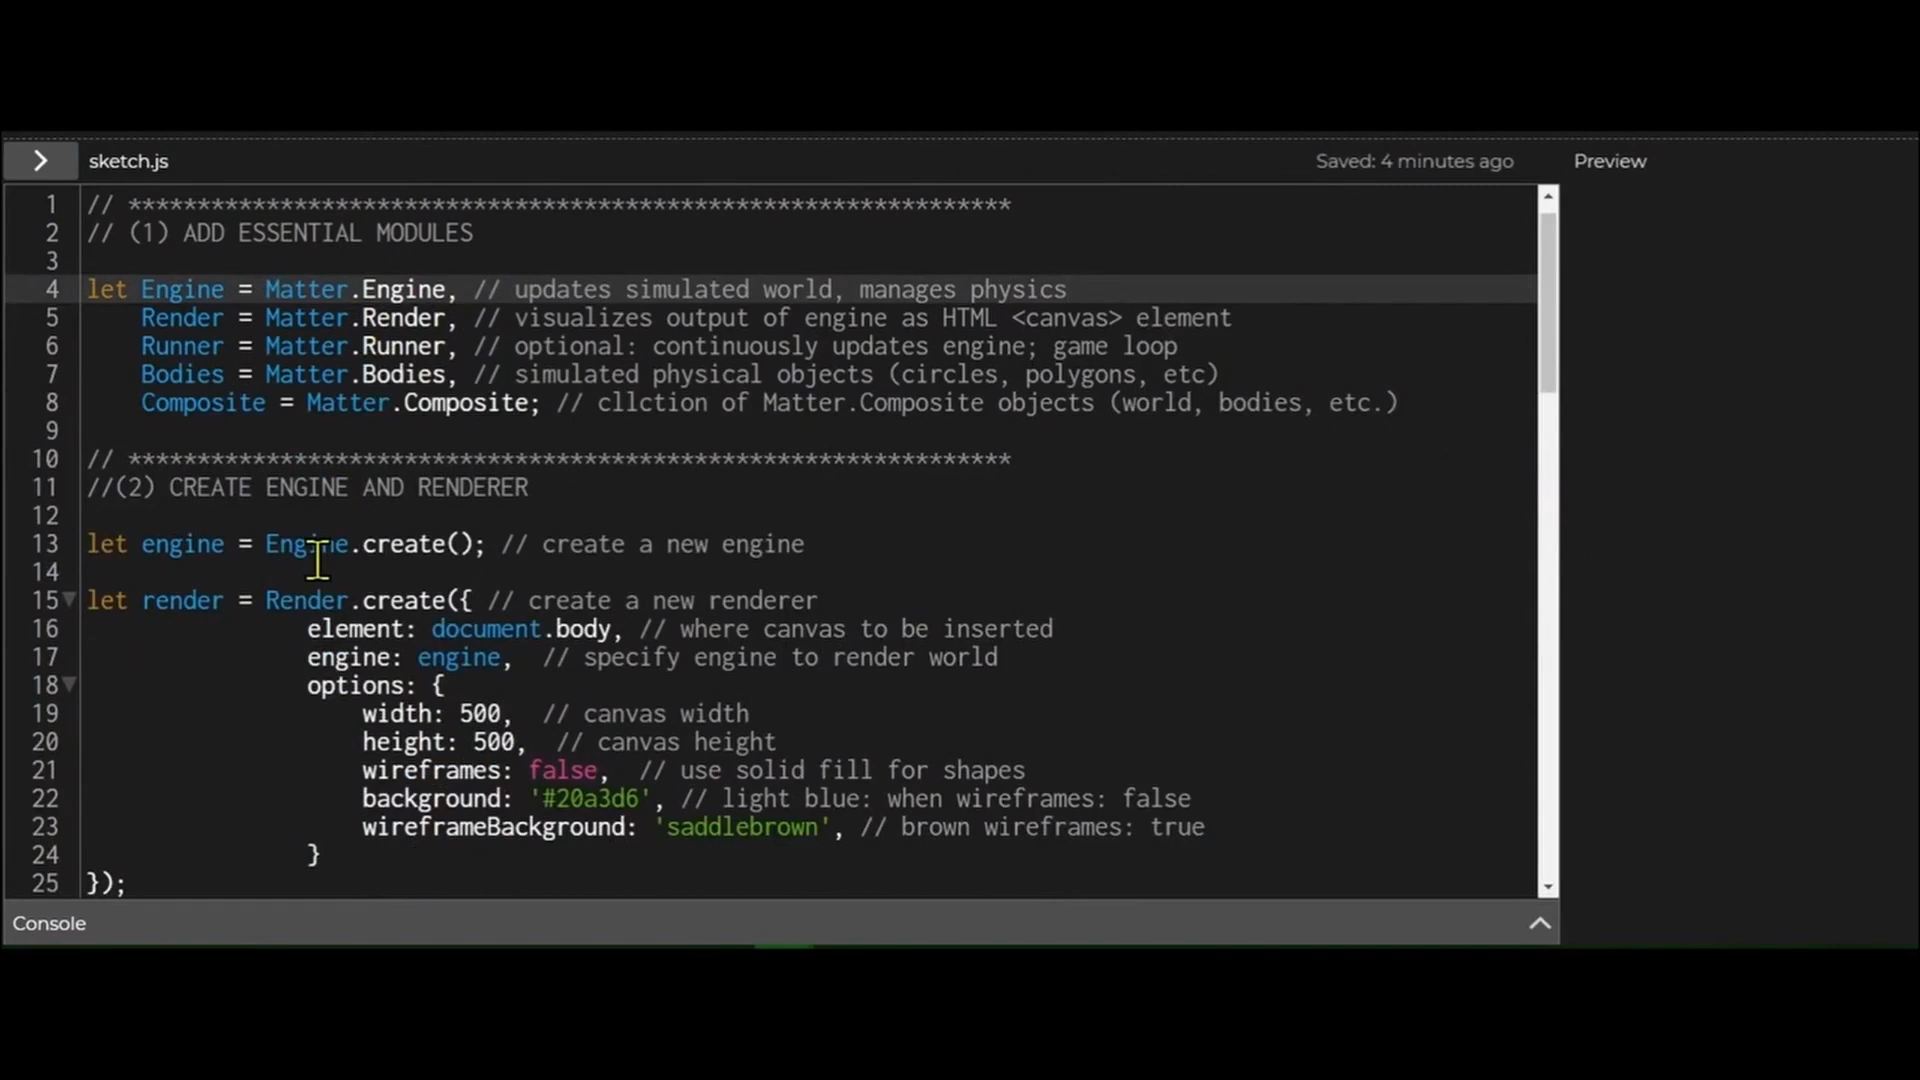 sketch.js Saved: 4 minutes ago Preview
1 // ****************************************************************
2 // (1) ADD ESSENTIAL MODULES
3
4 let Engine = Matter.Engine, // updates simulated world, manages physics
5 Render = Matter.Render, // visualizes output of engine as HTML <canvas> element
6 Runner = Matter.Runner, // optional: continuously updates engine; game loop
7 Bodies = Matter.Bodies, // simulated physical objects (circles, polygons, etc)
8 Composite = Matter.Composite; // cllction of Matter.Composite objects (world, bodies, etc.)
9
10 // ****************************************************************
11 //(2) CREATE ENGINE AND RENDERER
12
13 let engine = Engine.create(); // create a new engine
14
15 let render = Render.create({ // create a new renderer
16 element: document.body, // where canvas to be inserted
17 engine: engine, // specify engine to render world
18 options: {
19 width: 500, // canvas width
20 height: 500, // canvas height
21 wireframes: false, // use solid fill for shapes
22 background: '#20a3d6', // light blue: when wireframes: false
23 wireframeBackground: 'saddlebrown', // brown wireframes: true
24 }
25 });
Console